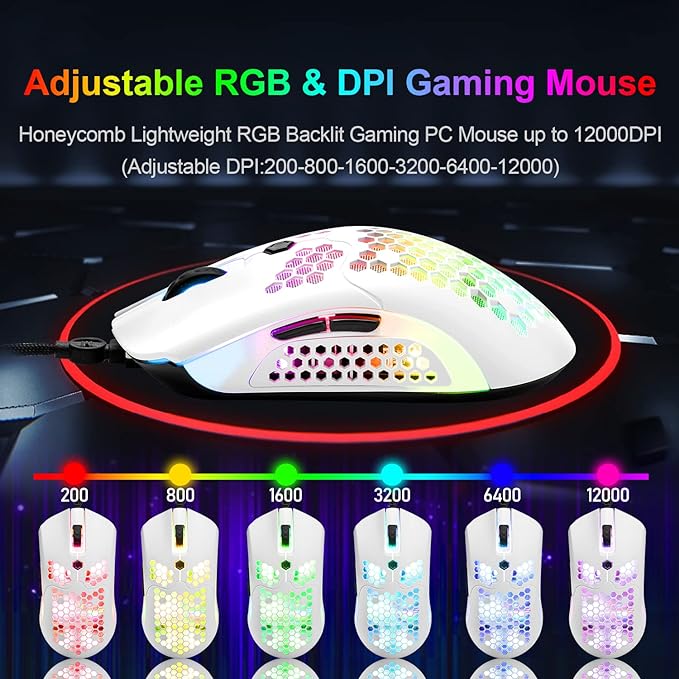 Adjustable RGB & DPI Gaming Mouse
Honeycomb Lightweight RGB Backlit Gaming PC Mouse up to 12000DPI
(Adjustable DPI:200-800-1600-3200-6400-12000)
200 800 1600 3200 6400 12000